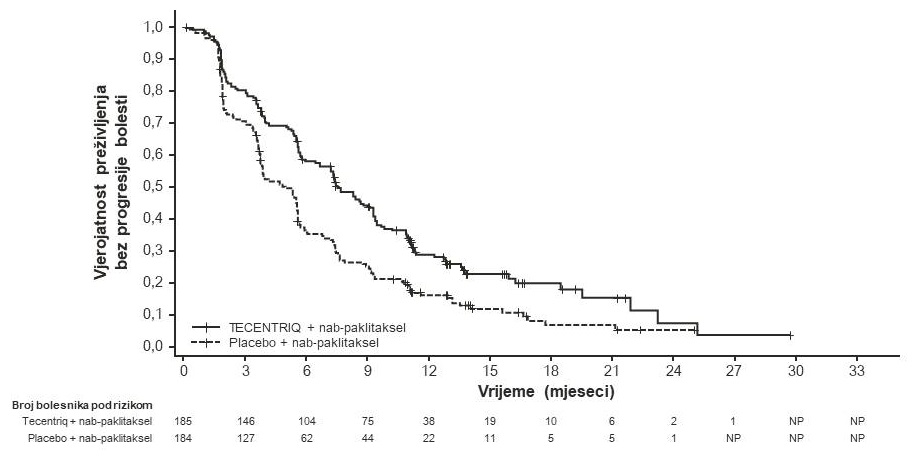 Vjerojatnost preživljenja
bez progresije bolesti
1,0
0,9
0,8
0,7
0,6
0,5
0,4
0,3
0,2
0,1
0,0
TECENTRIQ + nab-paklitaksel
Placebo + nab-paklitaksel
0 3 6 9 12 15 18 21 24 27 30 33
Vrijeme (mjeseci)
Broj bolesnika pod rizikom
Tecentriq + nab-paklitaksel 185 146 104 75 38 19 10 6 2 1 NP NP
Placebo + nab-paklitaksel 184 127 62 44 22 11 5 5 1 NP NP NP